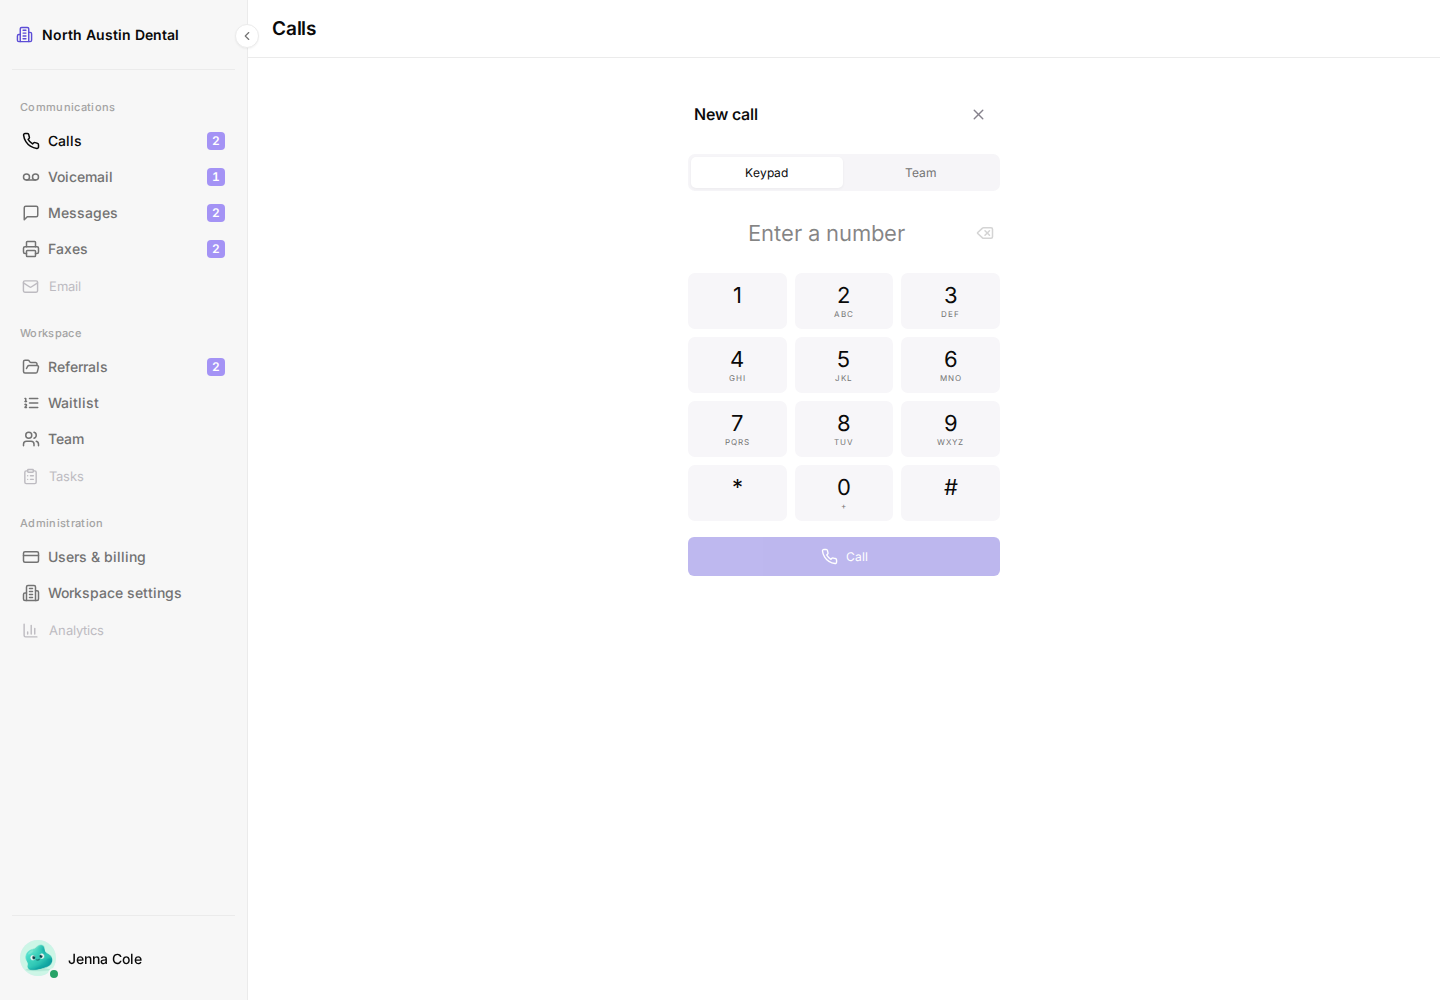 North Austin Dental
Calls
Communications
Calls 2
Voicemail 1
Messages 2
Faxes 2
Email
Workspace
Referrals 2
Waitlist
Team
Tasks
Administration
Users & billing
Workspace settings
Analytics
Jenna Cole
New call
Keypad Team
Enter a number
1 2 3
ABC DEF
4 5 6
GHI JKL MNO
7 8 9
PQRS TUV WXYZ
* 0 #
+
Call